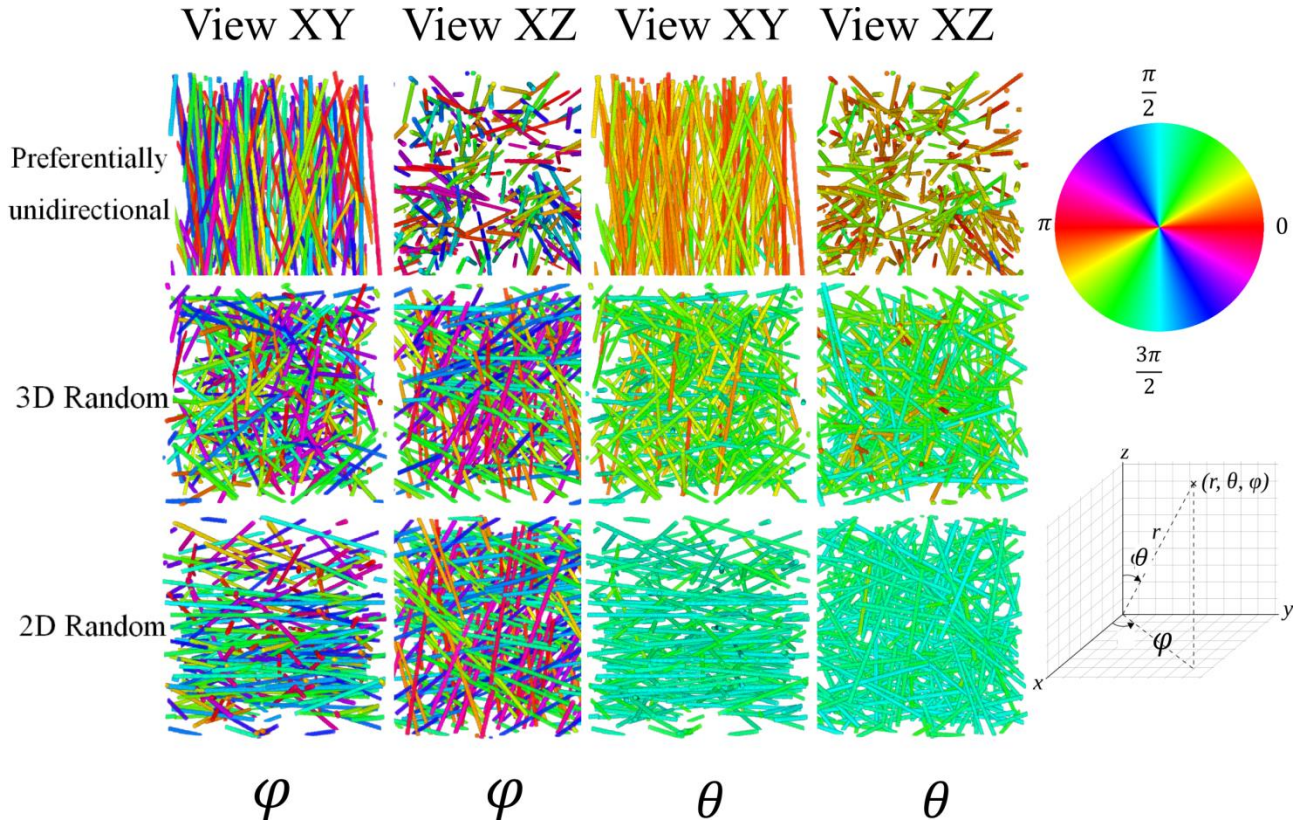 View XY View XZ View XY View XZ
π/2
Preferentially
unidirectional
π 0
3π/2
3D Random
z
(r, θ, φ)
r
θ
2D Random
y
φ
x
φ φ θ θ